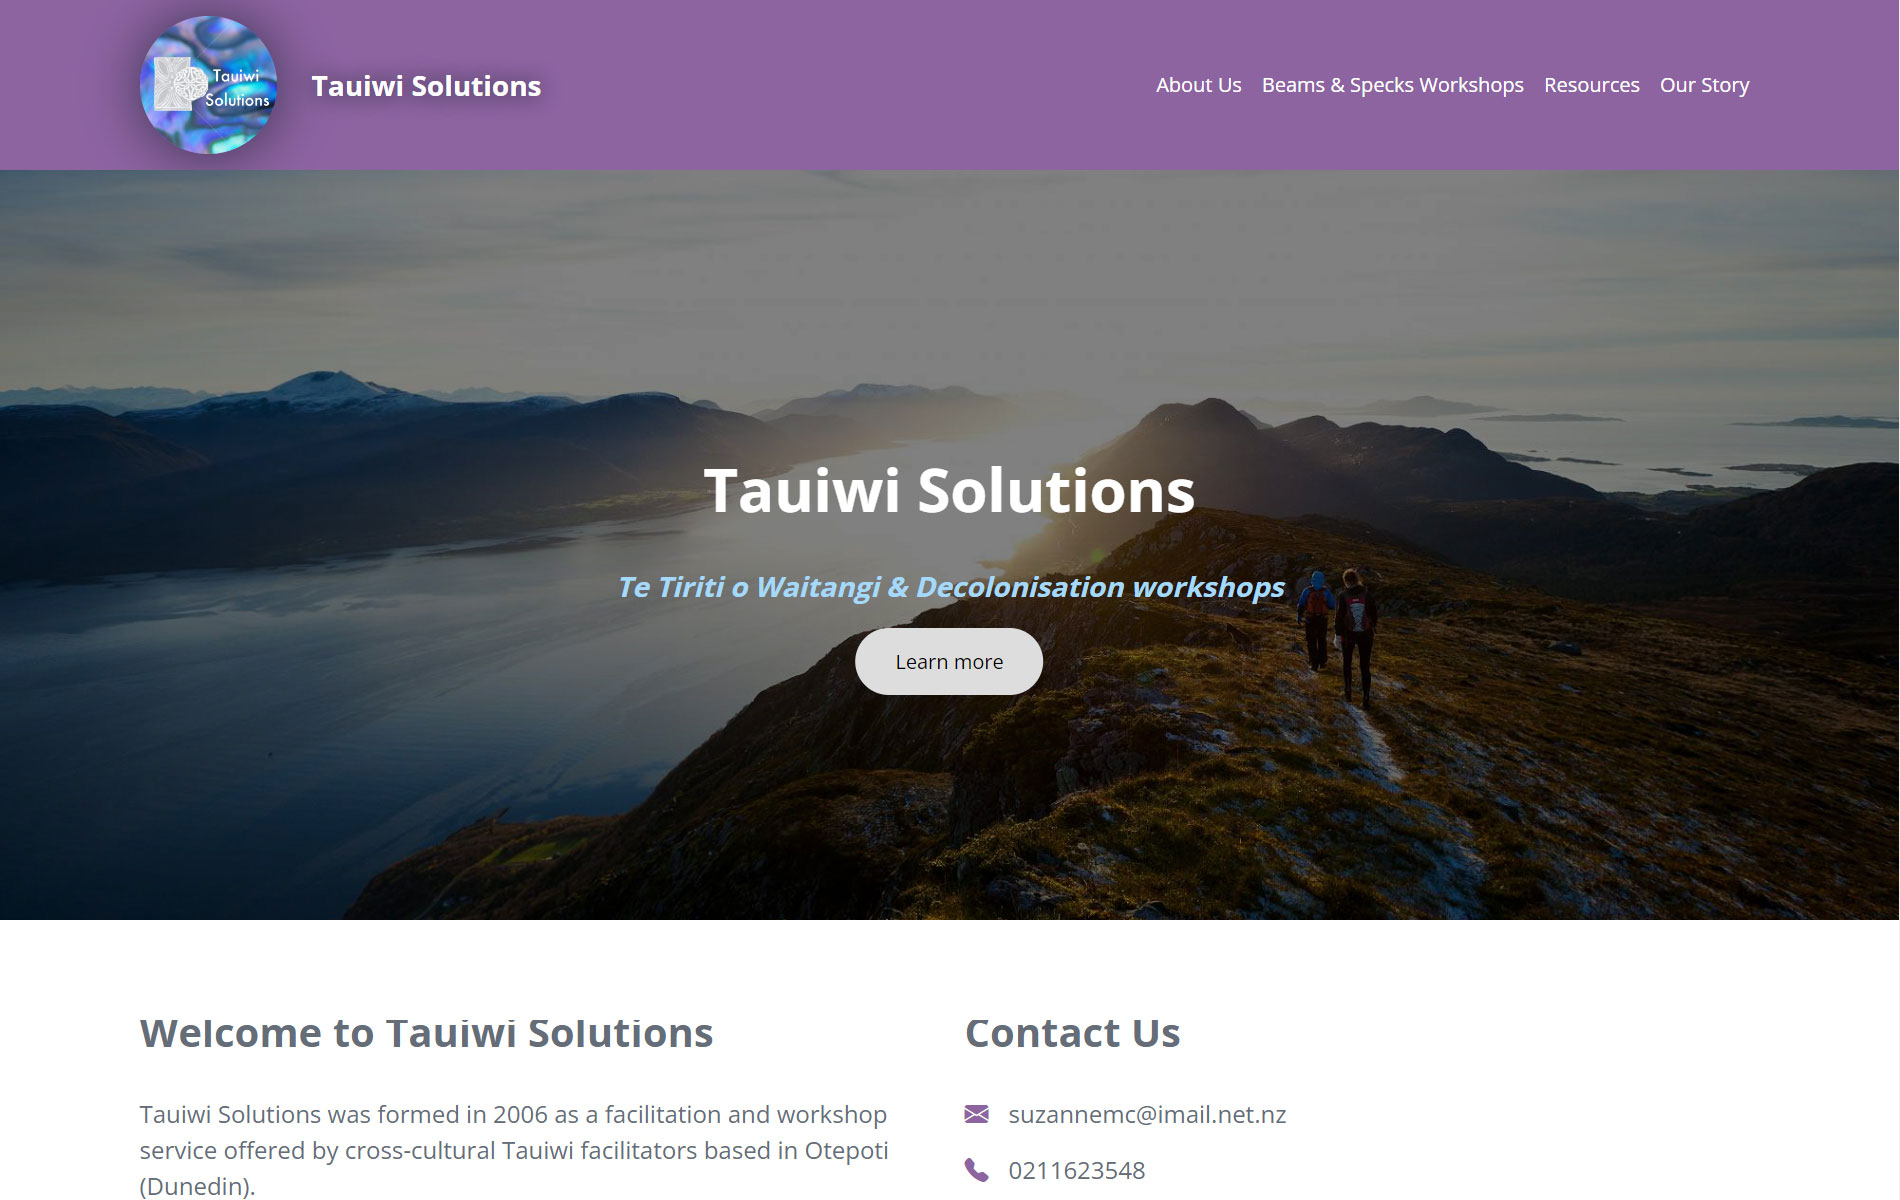 Tauiwi
Solutions
Tauiwi Solutions
About Us Beams & Specks Workshops Resources Our Story
Tauiwi Solutions
Te Tiriti o Waitangi & Decolonisation workshops
Learn more
Welcome to Tauiwi Solutions
Tauiwi Solutions was formed in 2006 as a facilitation and workshop
service offered by cross-cultural Tauiwi facilitators based in Otepoti
(Dunedin).
Contact Us
suzannemc@imail.net.nz
0211623548